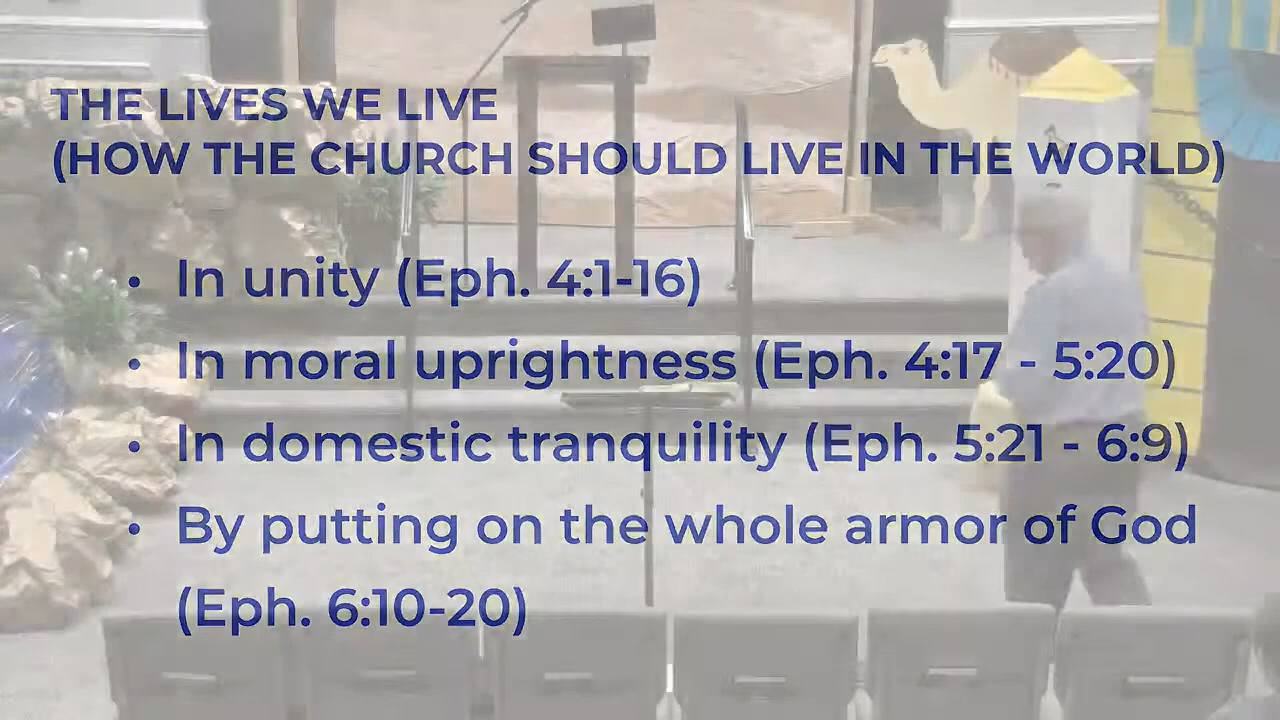 THE LIVES WE LIVE
(HOW THE CHURCH SHOULD LIVE IN THE WORLD)
• In unity (Eph. 4:1-16)
• In moral uprightness (Eph. 4:17 - 5:20)
• In domestic tranquility (Eph. 5:21 - 6:9)
• By putting on the whole armor of God
(Eph. 6:10-20)